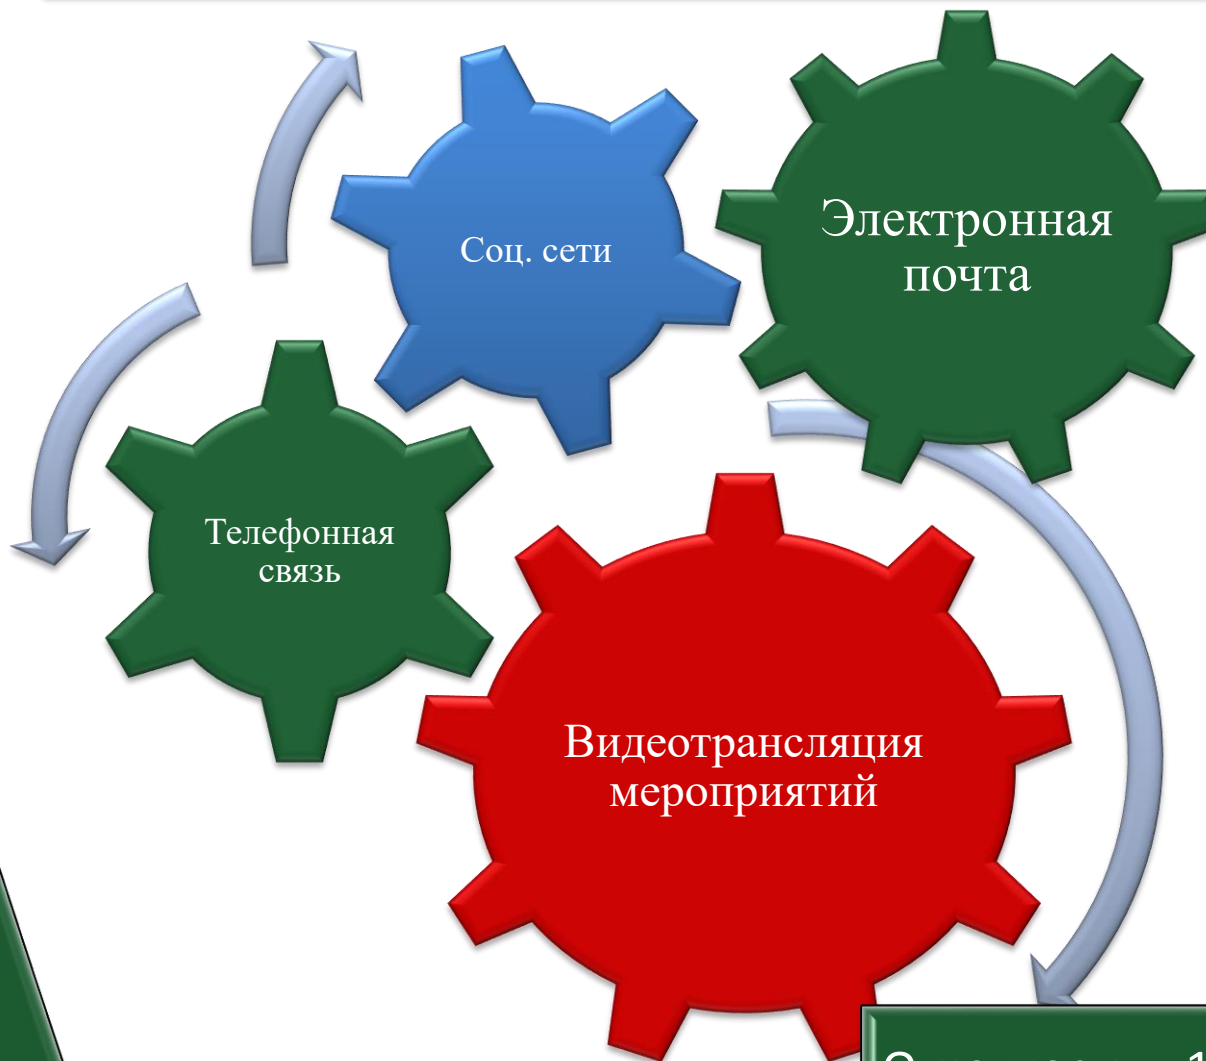 Соц. сети
Электронная
почта
Телефонная
связь
Видеотрансляция
мероприятий